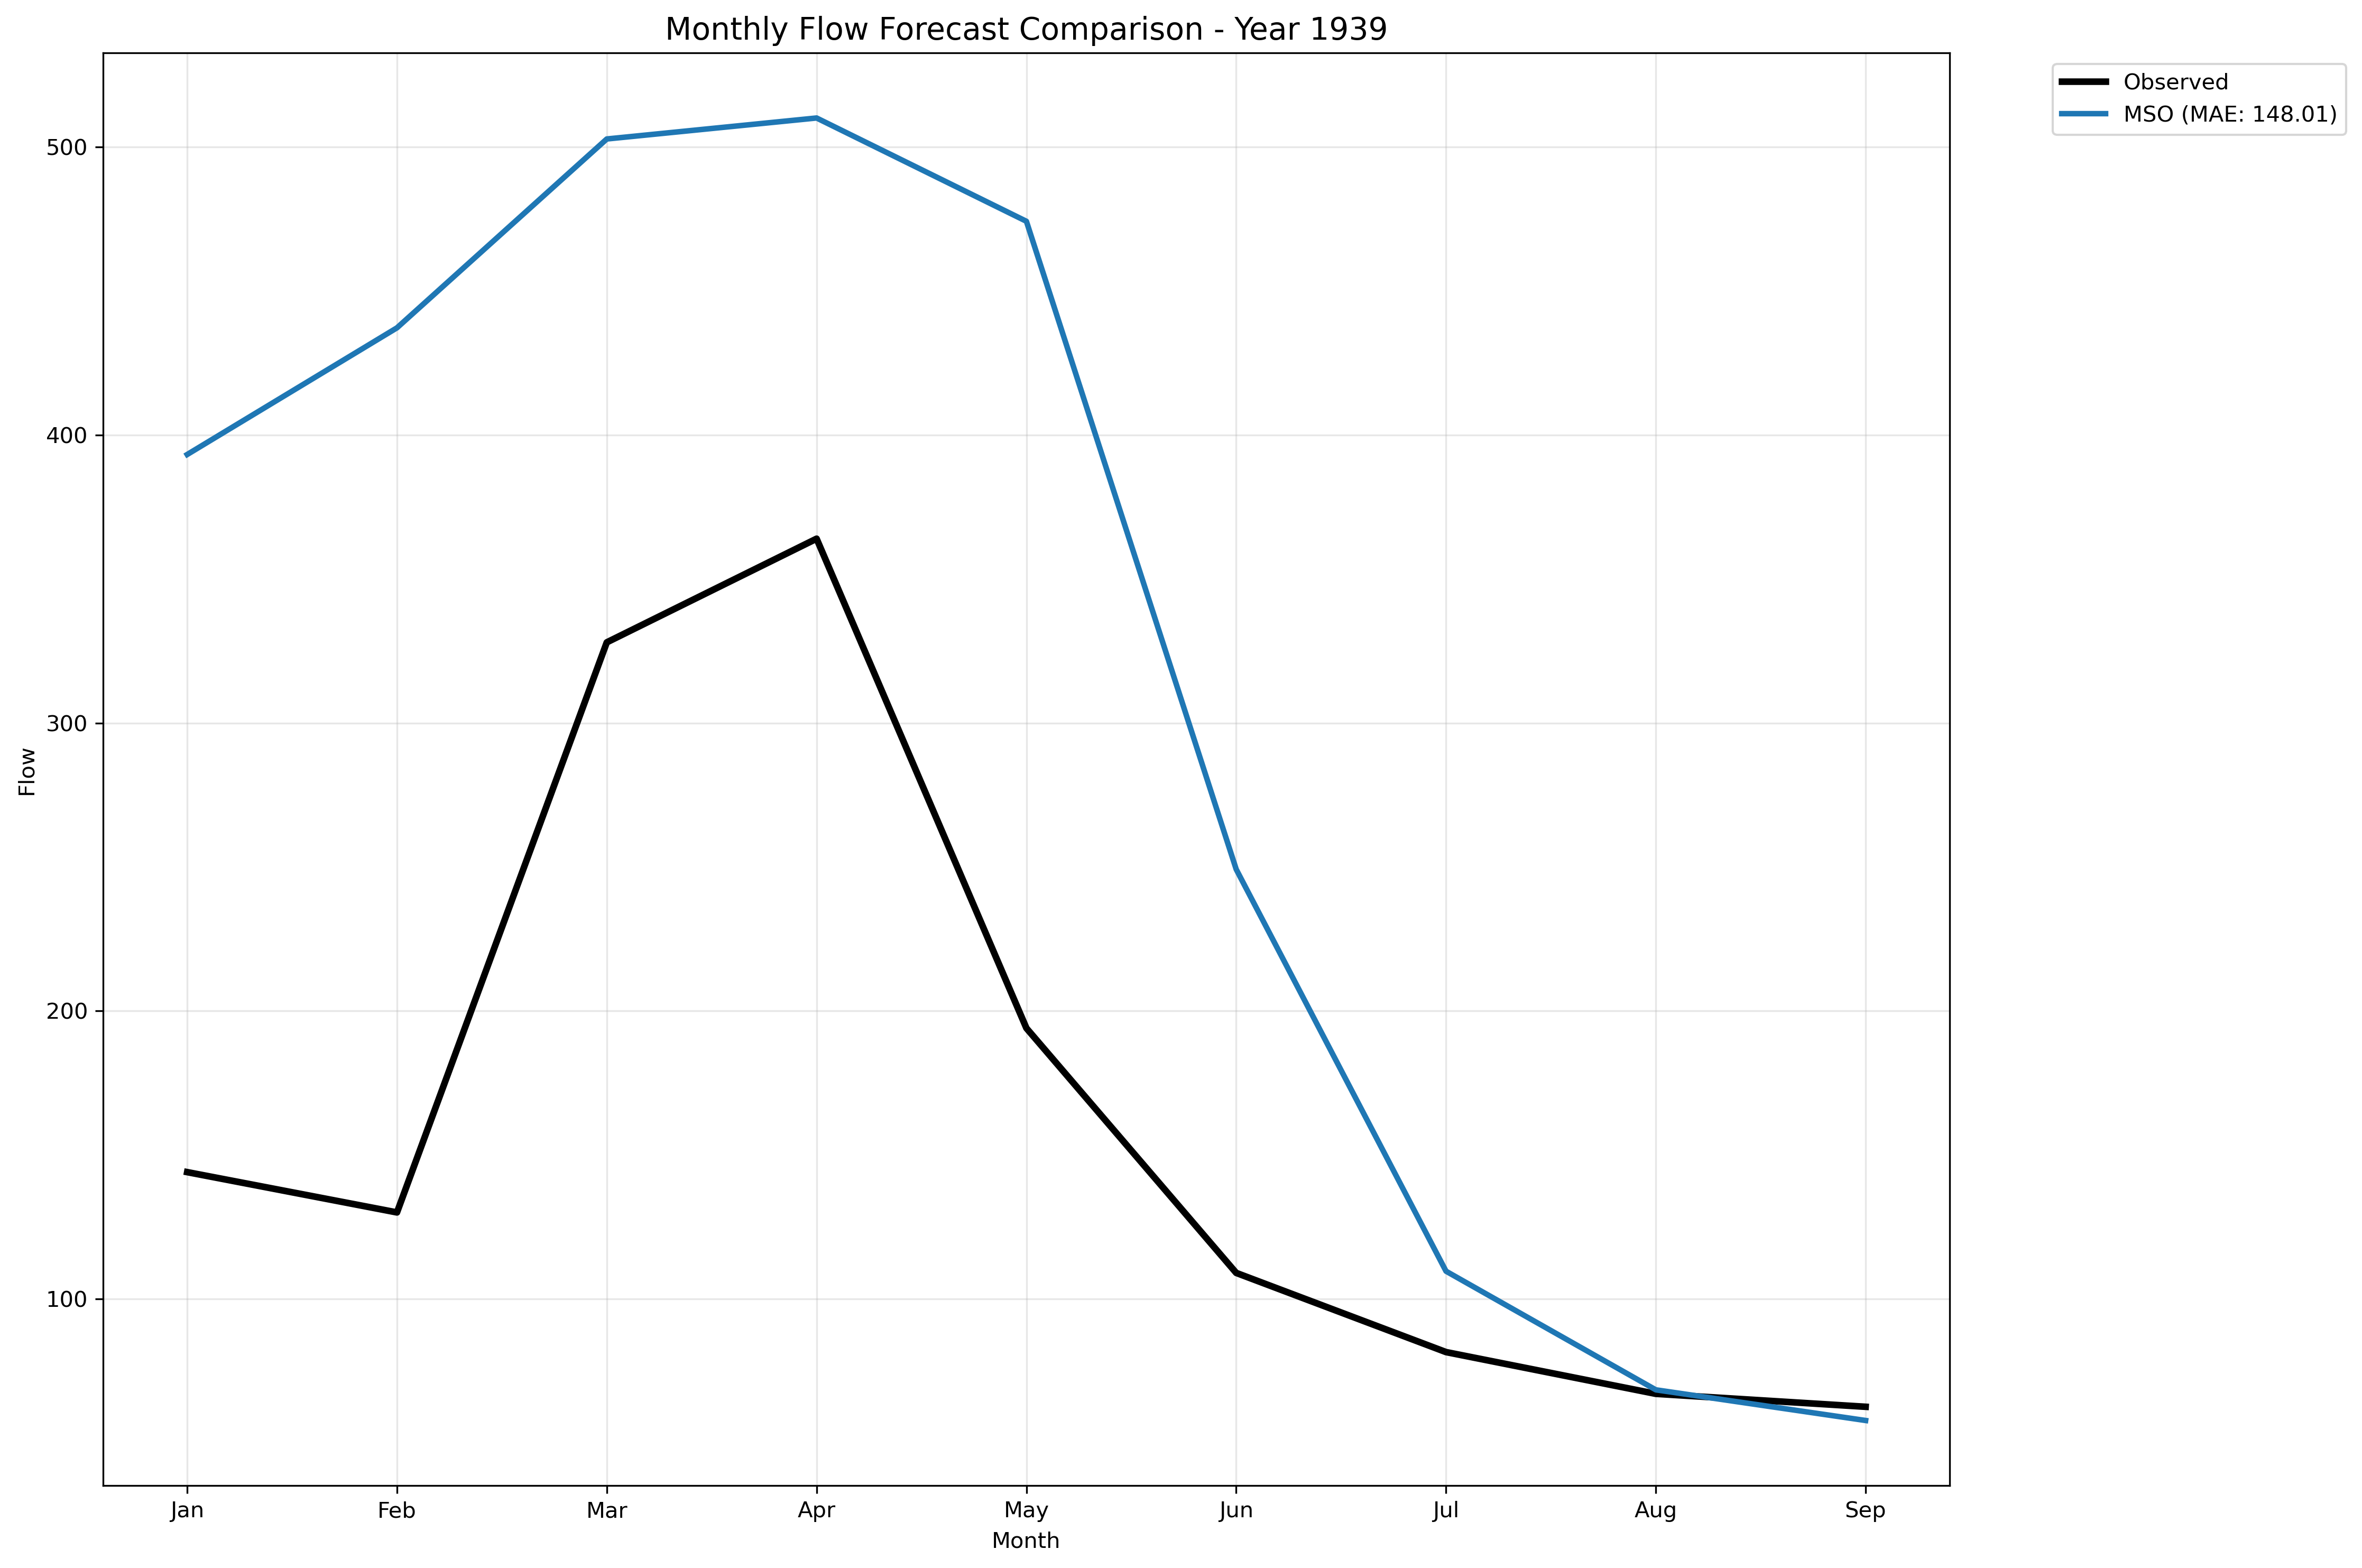 Monthly Flow Forecast Comparison - Year 1939
Observed
MSO (MAE: 148.01)
500
400
300
200
100
Flow
Jan Feb Mar Apr May Jun Jul Aug Sep
Month